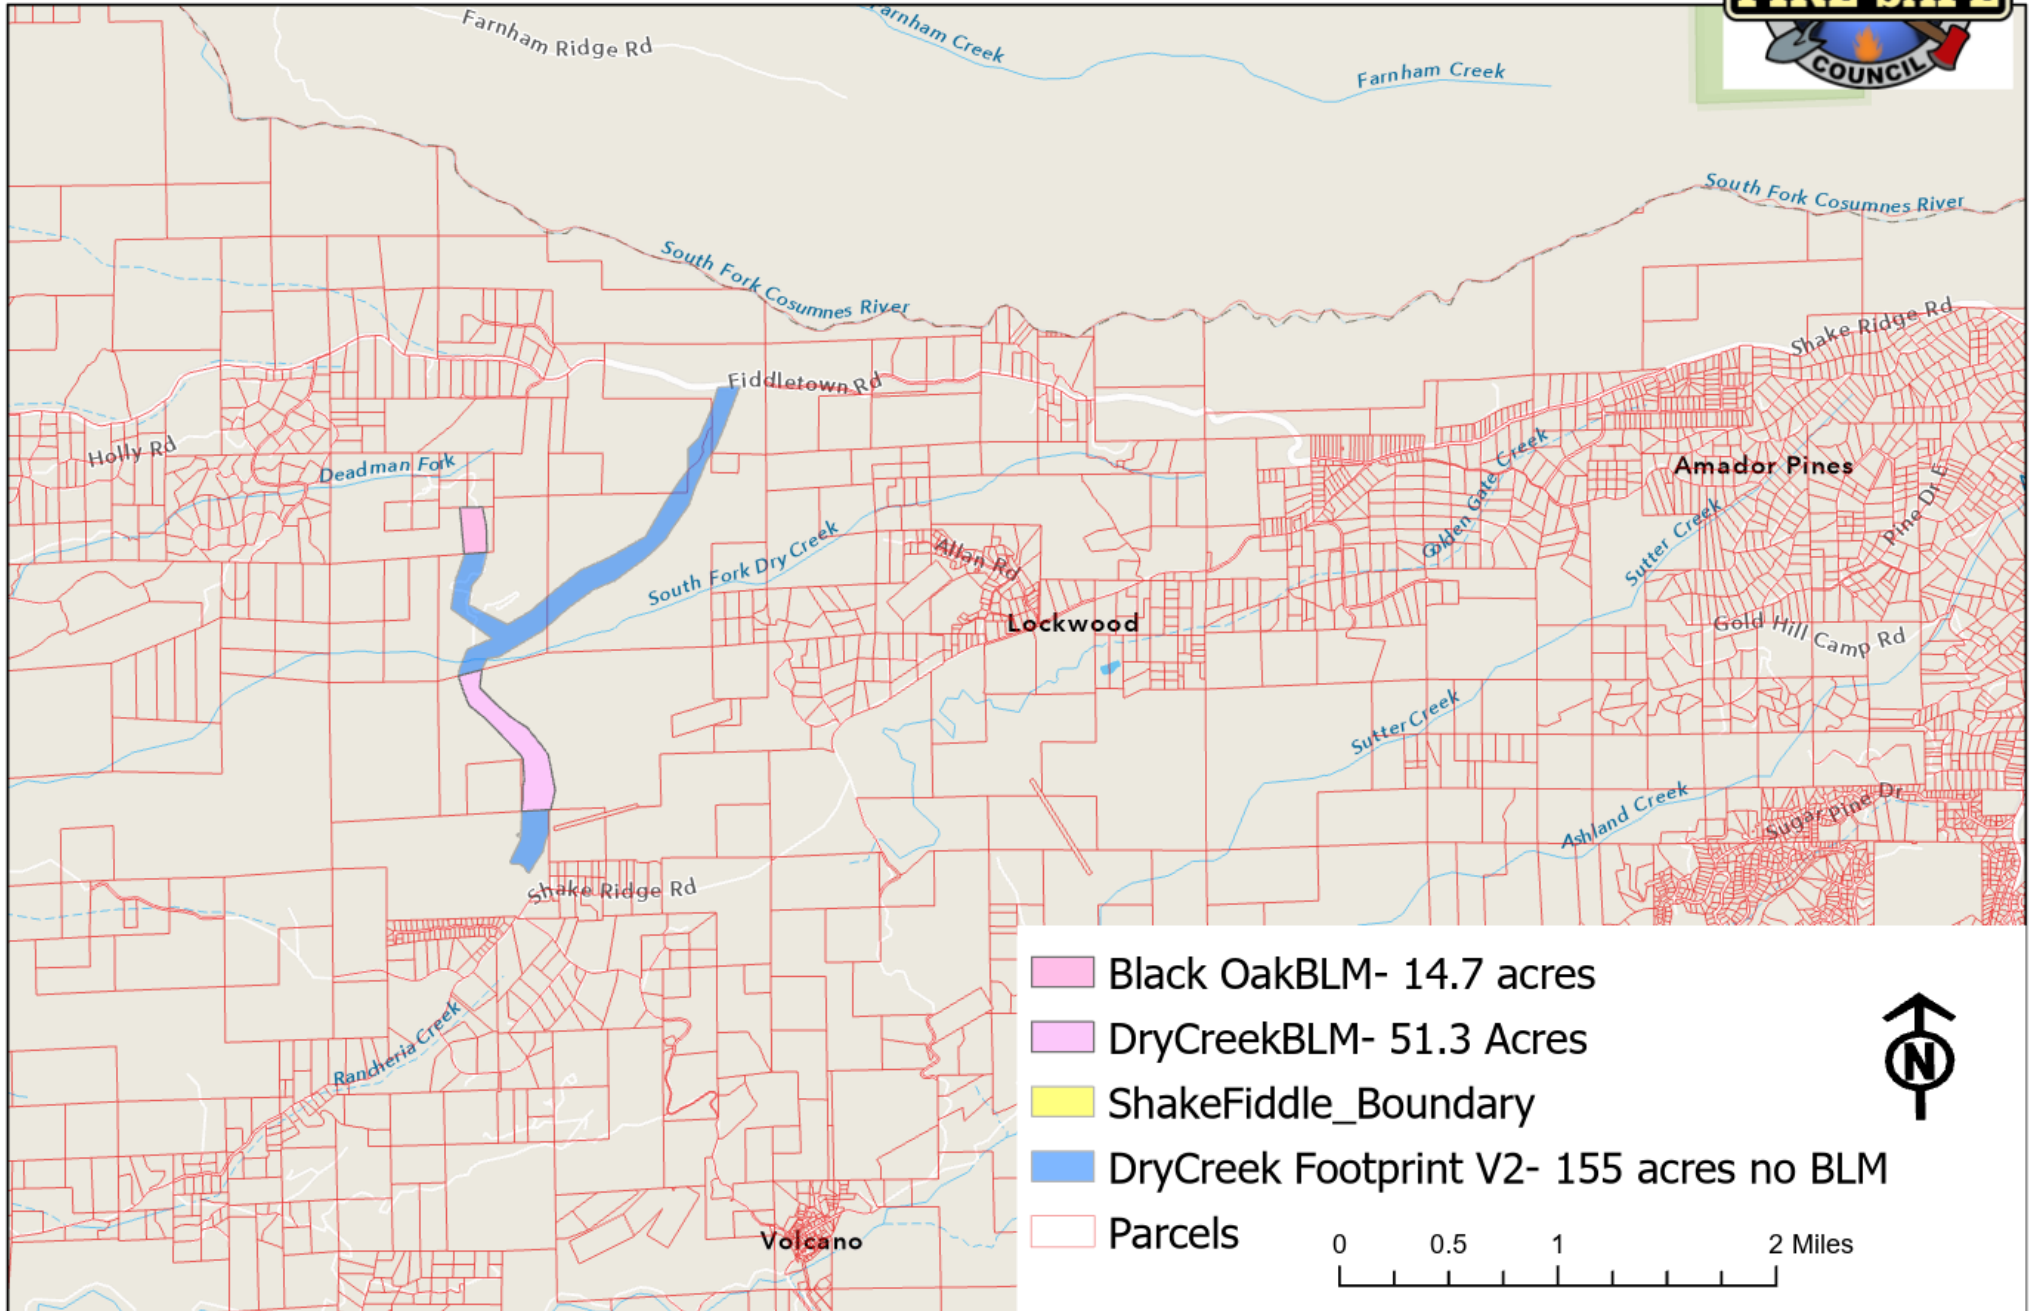 FIRE SAFE
COUNCIL
Farnham Ridge Rd
Farnham Creek
Farnham Creek
South Fork Cosumnes River
South Fork Cosumnes River
Shake Ridge Rd
Fiddletown Rd
Holly Rd
Deadman Fork
Golden Gate Creek
Amador Pines
Pine Dr E
Sutter Creek
South Fork Dry Creek
Allan Rd
Lockwood
Gold Hill Camp Rd
Sutter Creek
Ashland Creek
Sugar Pine Dr
Shake Ridge Rd
Rancheria Creek
Volcano
Black OakBLM- 14.7 acres
DryCreekBLM- 51.3 Acres
ShakeFiddle_Boundary
DryCreek Footprint V2- 155 acres no BLM
Parcels
N
0 0.5 1 2 Miles